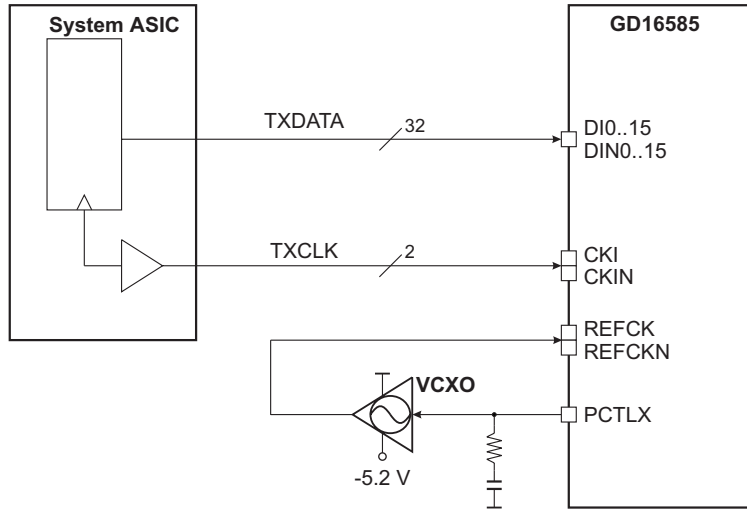 System ASIC
GD16585
TXDATA
32
DI0..15
DIN0..15
TXCLK
2
CKI
CKIN
REFCK
REFCKN
VCXO
PCTLX
-5.2 V